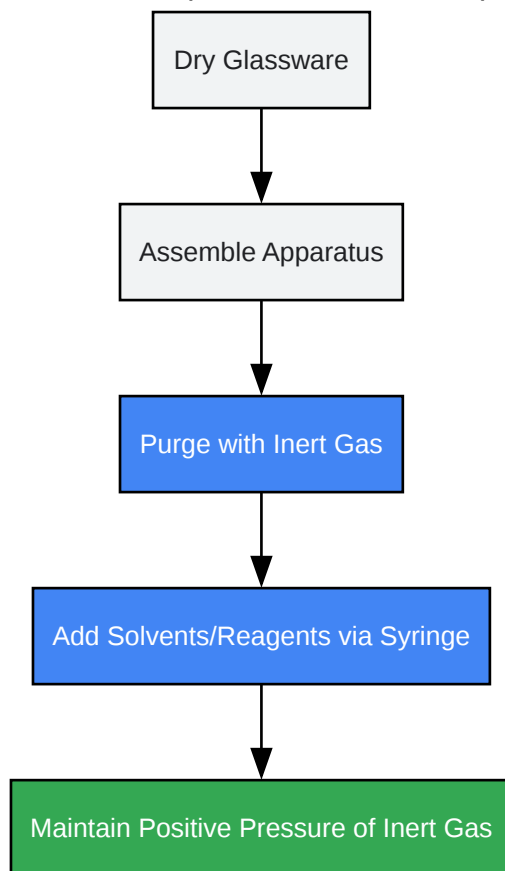 Dry Glassware
Assemble Apparatus
Purge with Inert Gas
Add Solvents/Reagents via Syringe
Maintain Positive Pressure of Inert Gas